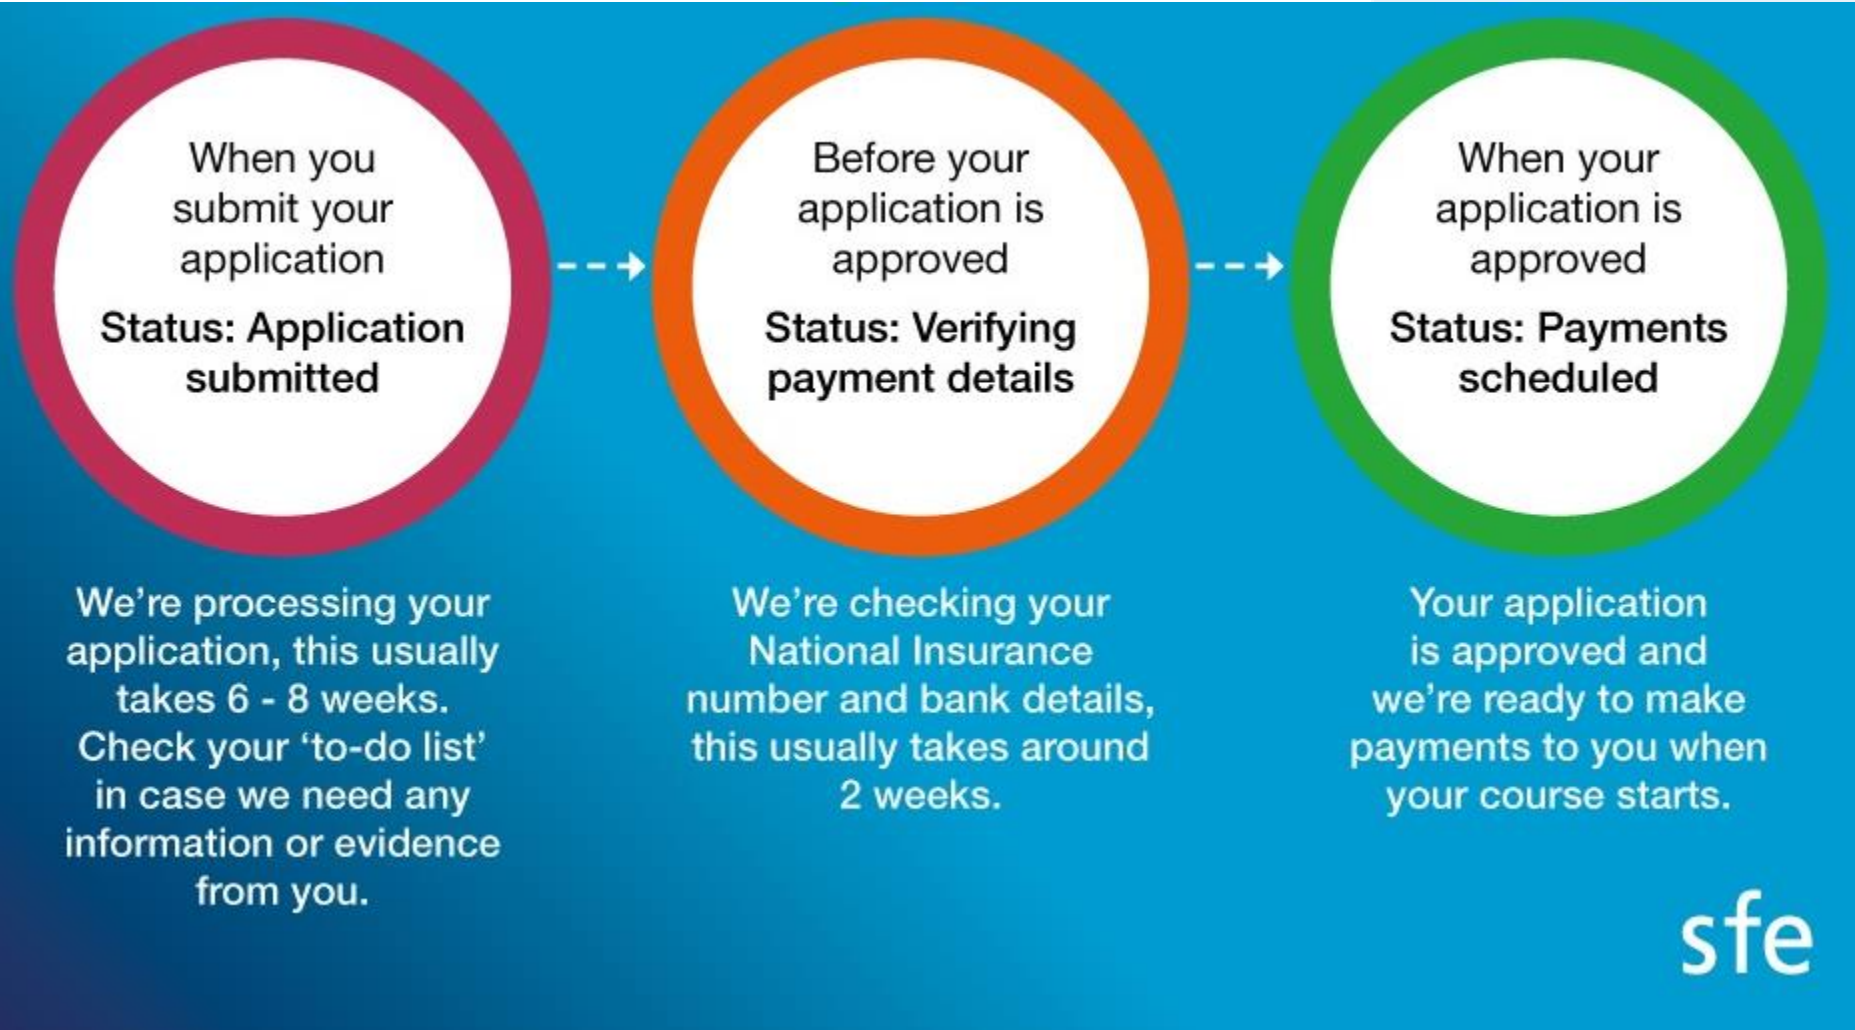 When you
submit your
application
Status: Application
submitted
We’re processing your
application, this usually
takes 6 - 8 weeks.
Check your ‘to-do list’
in case we need any
information or evidence
from you.
Before your
application is
approved
Status: Verifying
payment details
We’re checking your
National Insurance
number and bank details,
this usually takes around
2 weeks.
When your
application is
approved
Status: Payments
scheduled
Your application
is approved and
we’re ready to make
payments to you when
your course starts.
sfe